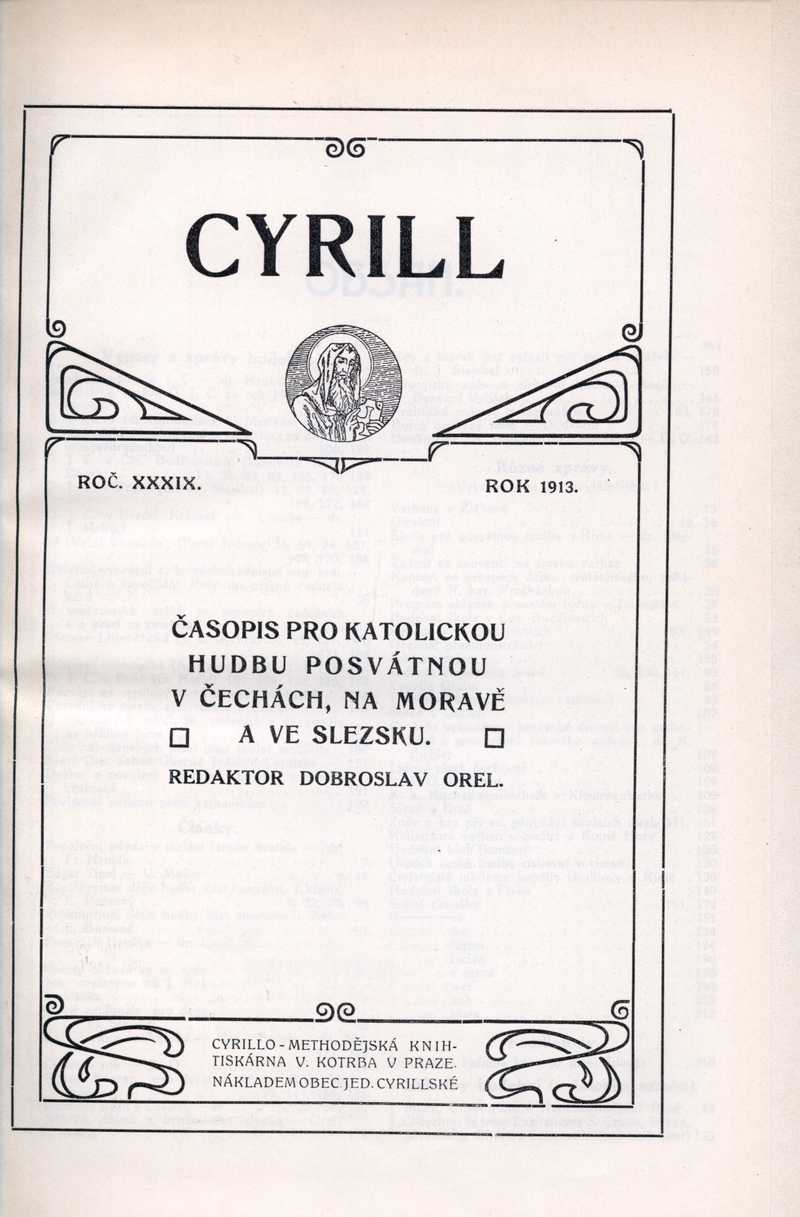 CYRILL
ROČ. XXXIX.
ROK 1913.
ČASOPIS PRO KATOLICKOU
HUDBU POSVÁTNOU
V ČECHÁCH, NA MORAVĚ
A VE SLEZSKU.
REDAKTOR DOBROSLAV OREL.
CYRILLO-METHODĚJSKÁ KNIH-
TISKÁRNA V. KOTRBA V PRAZE.
NÁKLADEM OBEC. JED. CYRILLSKÉ